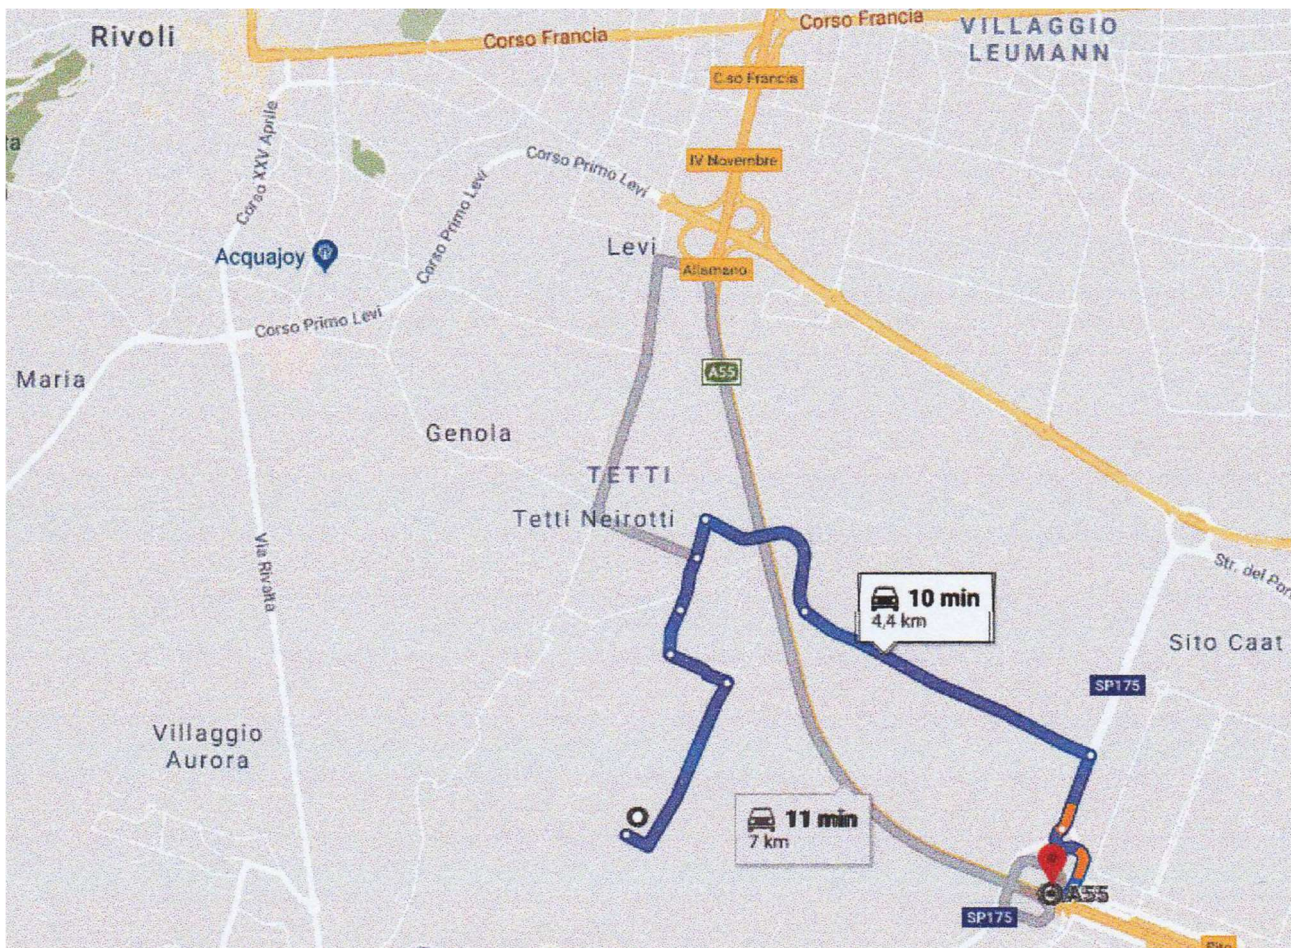 Rivoli
Corso Francia
Corso Francia
VILLAGGIO
LEUMANN
C.so Francia
Corso XXV Aprile
IV Novembre
Corso Primo Levi
Corso Primo Levi
Levi
Acquajoy
Allamano
Corso Primo Levi
A55
Maria
Genola
TETTI
Tetti Neirotti
Via Rivalta
Str. del Port
10 min
4,4 km
Sito Caat
SP175
Villaggio
Aurora
11 min
7 km
A55
SP175
Sito